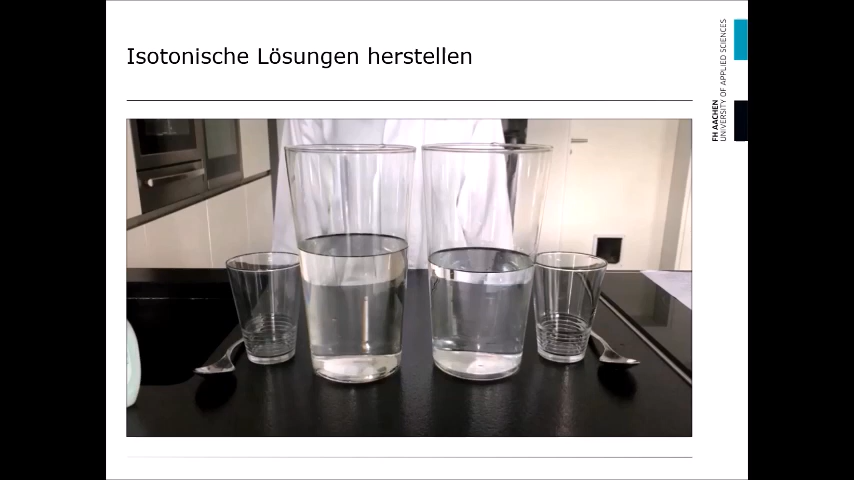 Isotonische Lösungen herstellen
FH AACHEN
UNIVERSITY OF APPLIED SCIENCES